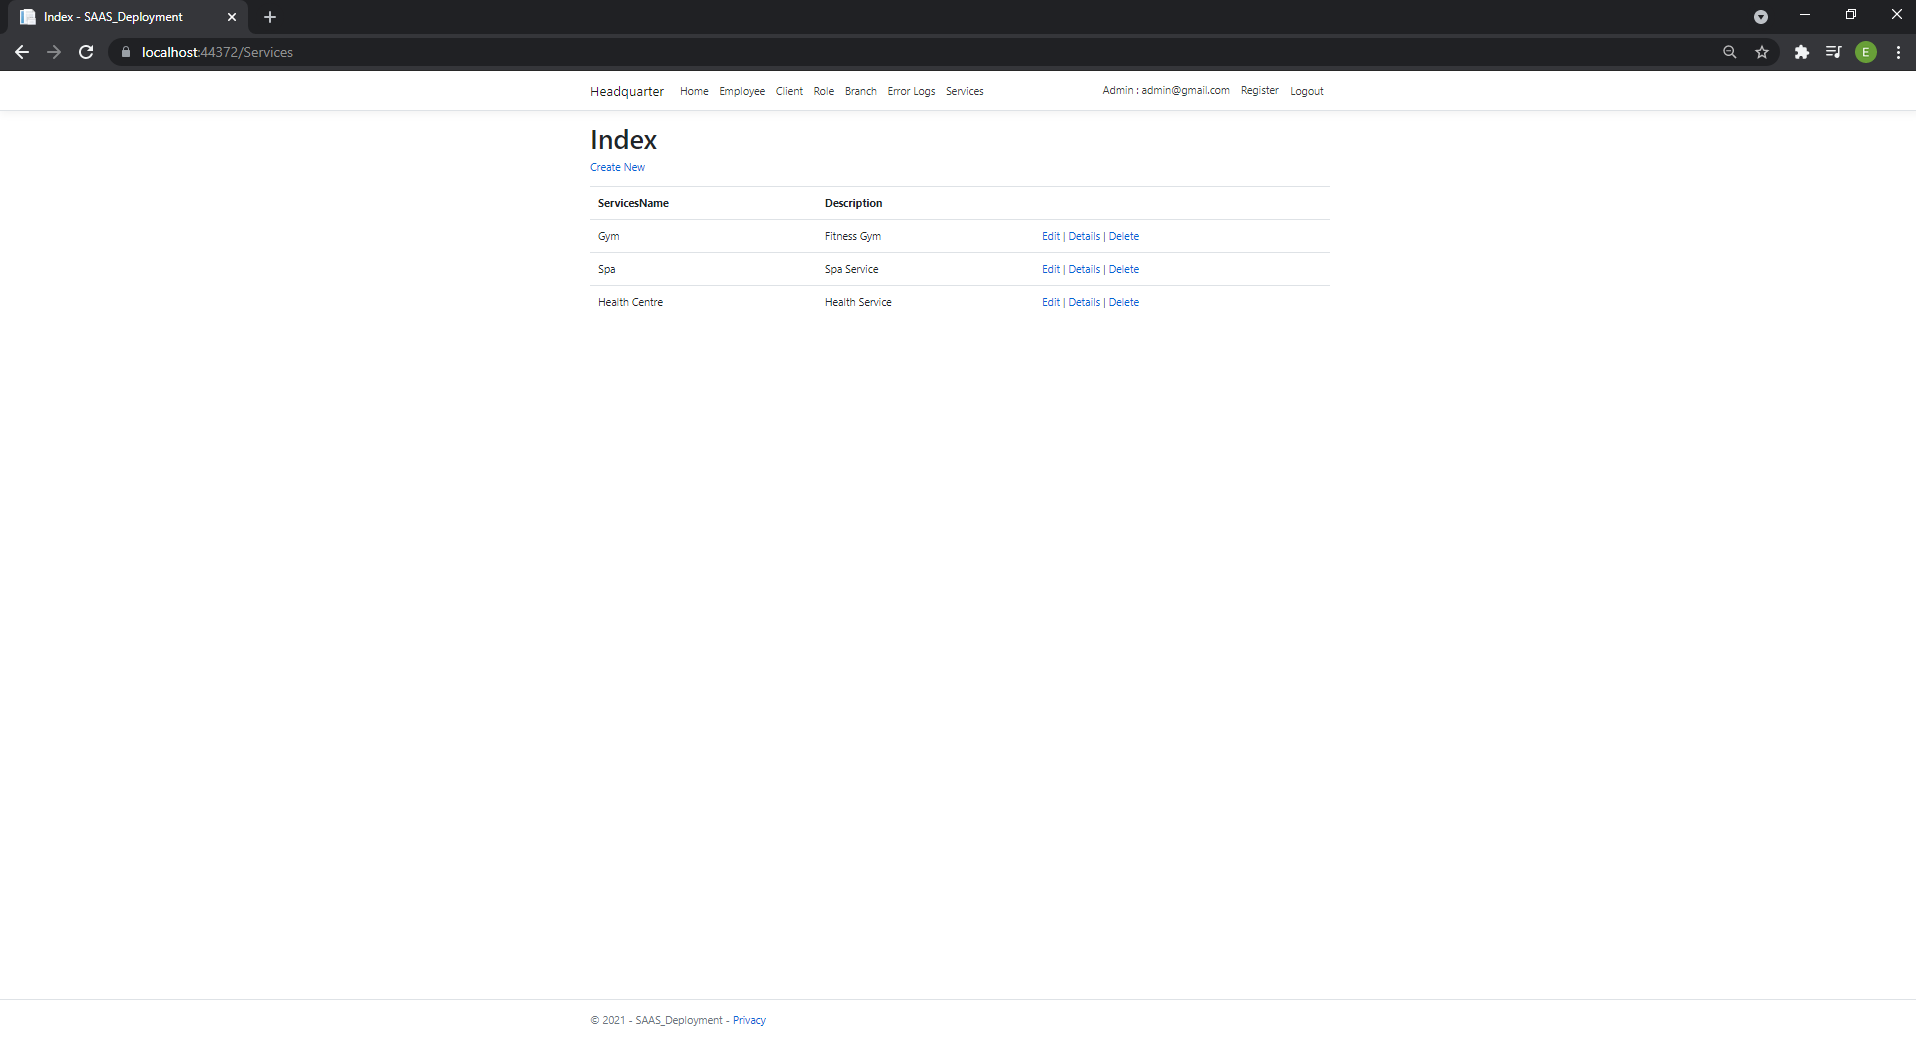 Index - SAAS_Deployment
localhost:44372/Services
E
Headquarter Home Employee Client Role Branch Error Logs Services Admin : admin@gmail.com Register Logout
Index
Create New
ServicesName Description
Gym Fitness Gym Edit | Details | Delete
Spa Spa Service Edit | Details | Delete
Health Centre Health Service Edit | Details | Delete
© 2021 - SAAS_Deployment - Privacy